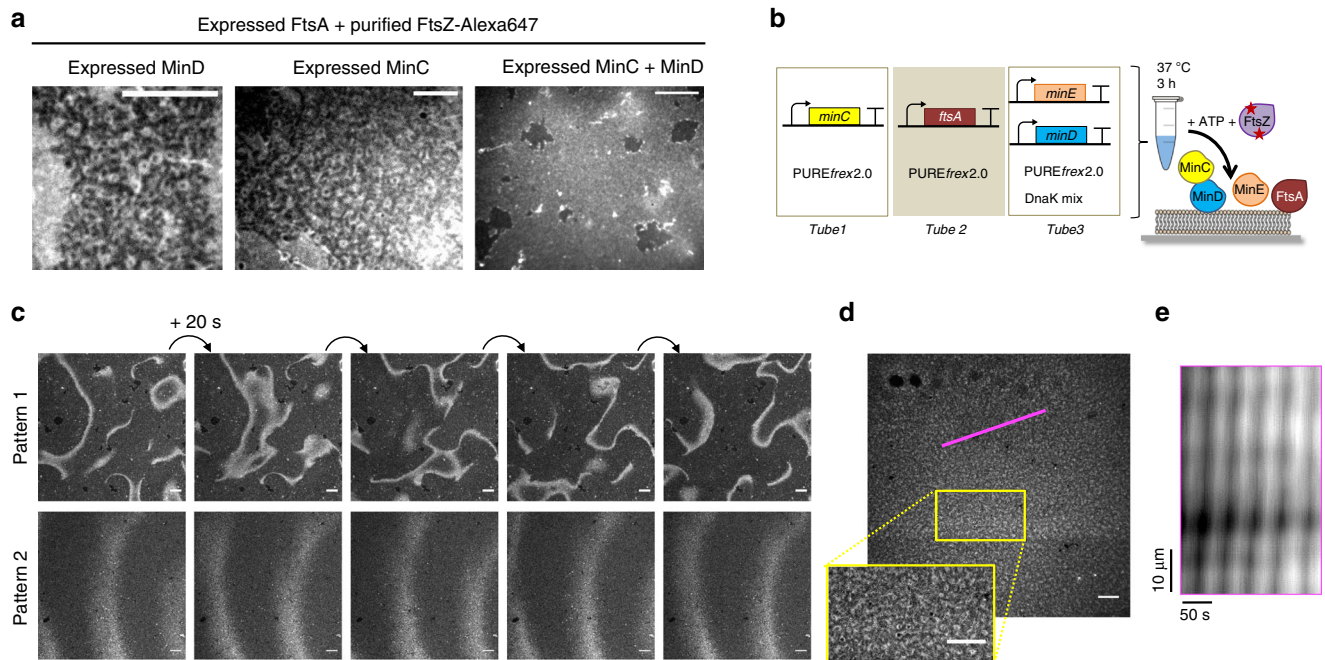 a
Expressed FtsA + purified FtsZ-Alexa647
Expressed MinD
Expressed MinC
Expressed MinC + MinD
b
minC
PUREfrex2.0
Tube1
ftsA
PUREfrex2.0
Tube 2
minE
minD
PUREfrex2.0
DnaK mix
Tube3
37 °C
3 h
+ ATP +
FtsZ
MinC
MinD
MinE
FtsA
c
+ 20 s
Pattern 1
Pattern 2
d
e
10 µm
50 s